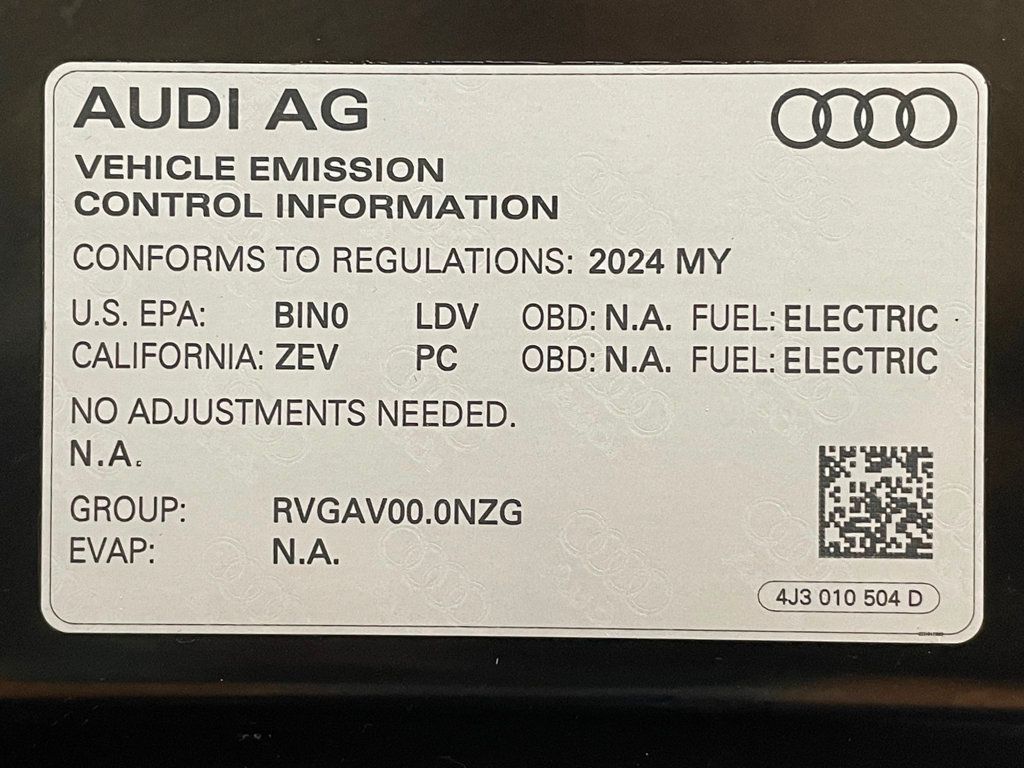 AUDI AG
VEHICLE EMISSION
CONTROL INFORMATION
CONFORMS TO REGULATIONS: 2024 MY
U.S. EPA: BIN0 LDV OBD: N.A. FUEL: ELECTRIC
CALIFORNIA: ZEV PC OBD: N.A. FUEL: ELECTRIC
NO ADJUSTMENTS NEEDED.
N.A.
GROUP: RVGAV00.0NZG
EVAP: N.A.
4J3 010 504 D